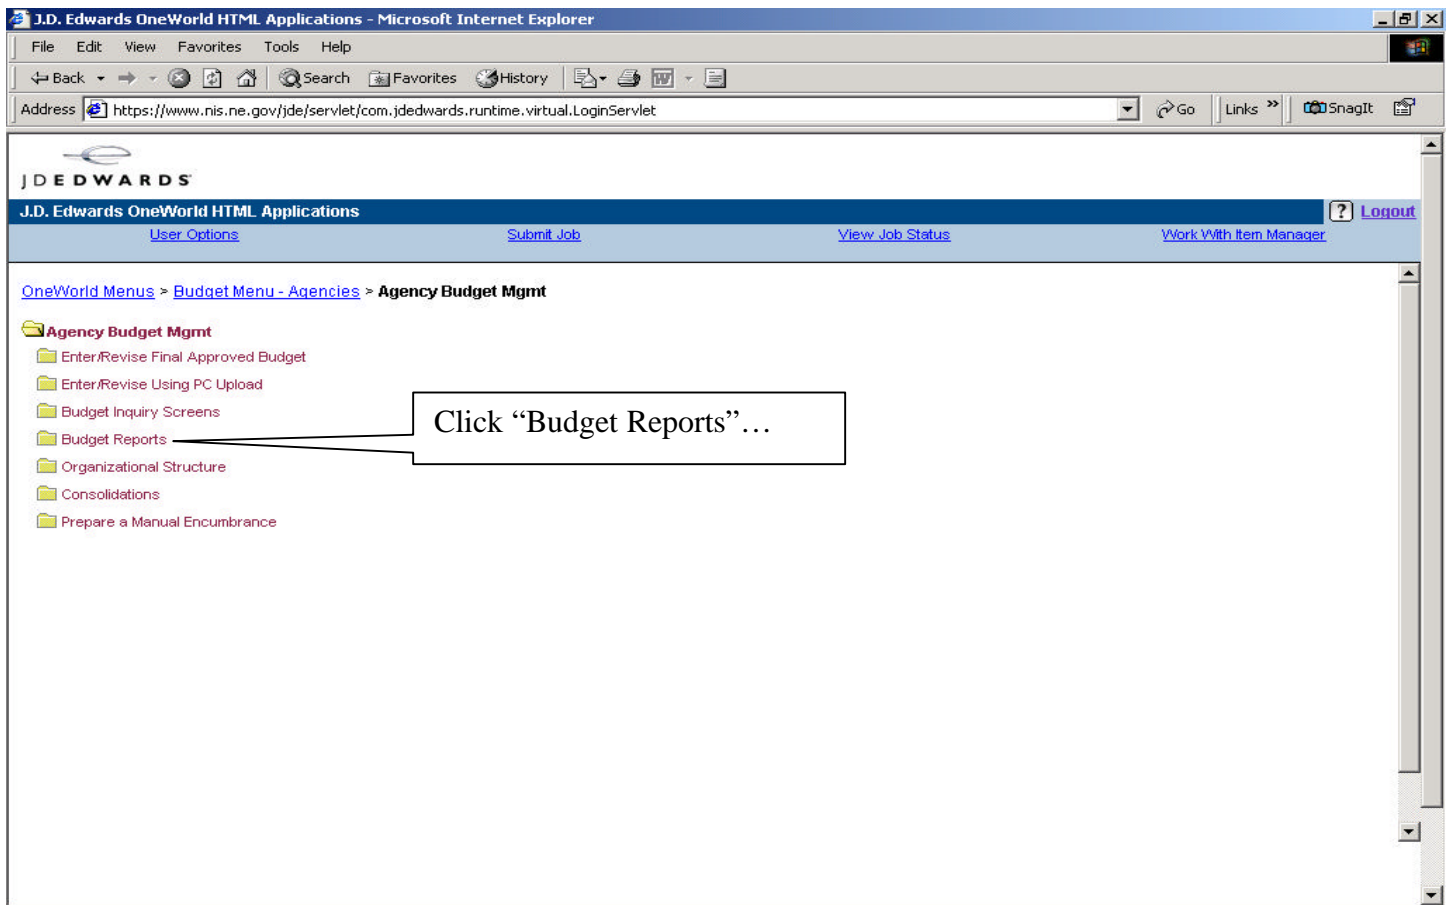 J.D. Edwards OneWorld HTML Applications - Microsoft Internet Explorer
File Edit View Favorites Tools Help
Back Search Favorites History
Address https://www.nis.ne.gov/jde/servlet/com.jdedwards.runtime.virtual.LoginServlet Go Links » SnagIt
JDEDWARDS
J.D. Edwards OneWorld HTML Applications ? Logout
User Options Submit Job View Job Status Work With Item Manager
OneWorld Menus > Budget Menu - Agencies > Agency Budget Mgmt
Agency Budget Mgmt
Enter/Revise Final Approved Budget
Enter/Revise Using PC Upload
Budget Inquiry Screens
Click “Budget Reports”…
Budget Reports
Organizational Structure
Consolidations
Prepare a Manual Encumbrance